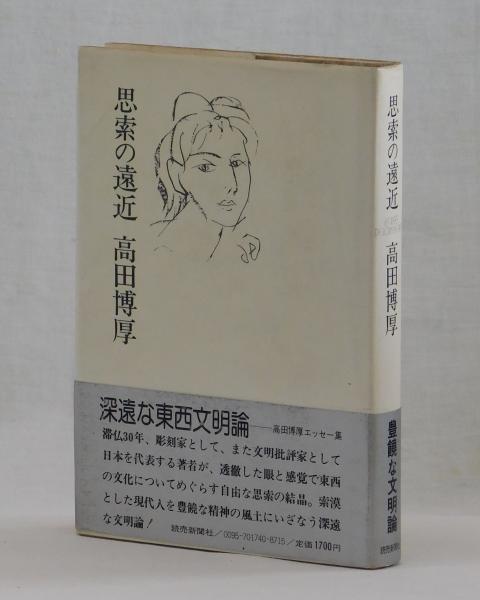 思索の遠近 高田博厚
深遠な東西文明論——高田博厚エッセー集
滞仏30年、彫刻家として、また文明批評家として
日本を代表する著者が、透徹した眼と感覚で東西
の文化についてめぐらす自由な思索の結晶。索漠
とした現代人を豊饒な精神の風土にいざなう深遠
な文明論!
読売新聞社/0095-701740-8715/定価1700円
思索の遠近 高田博厚
豊饒な文明論
読売新聞社